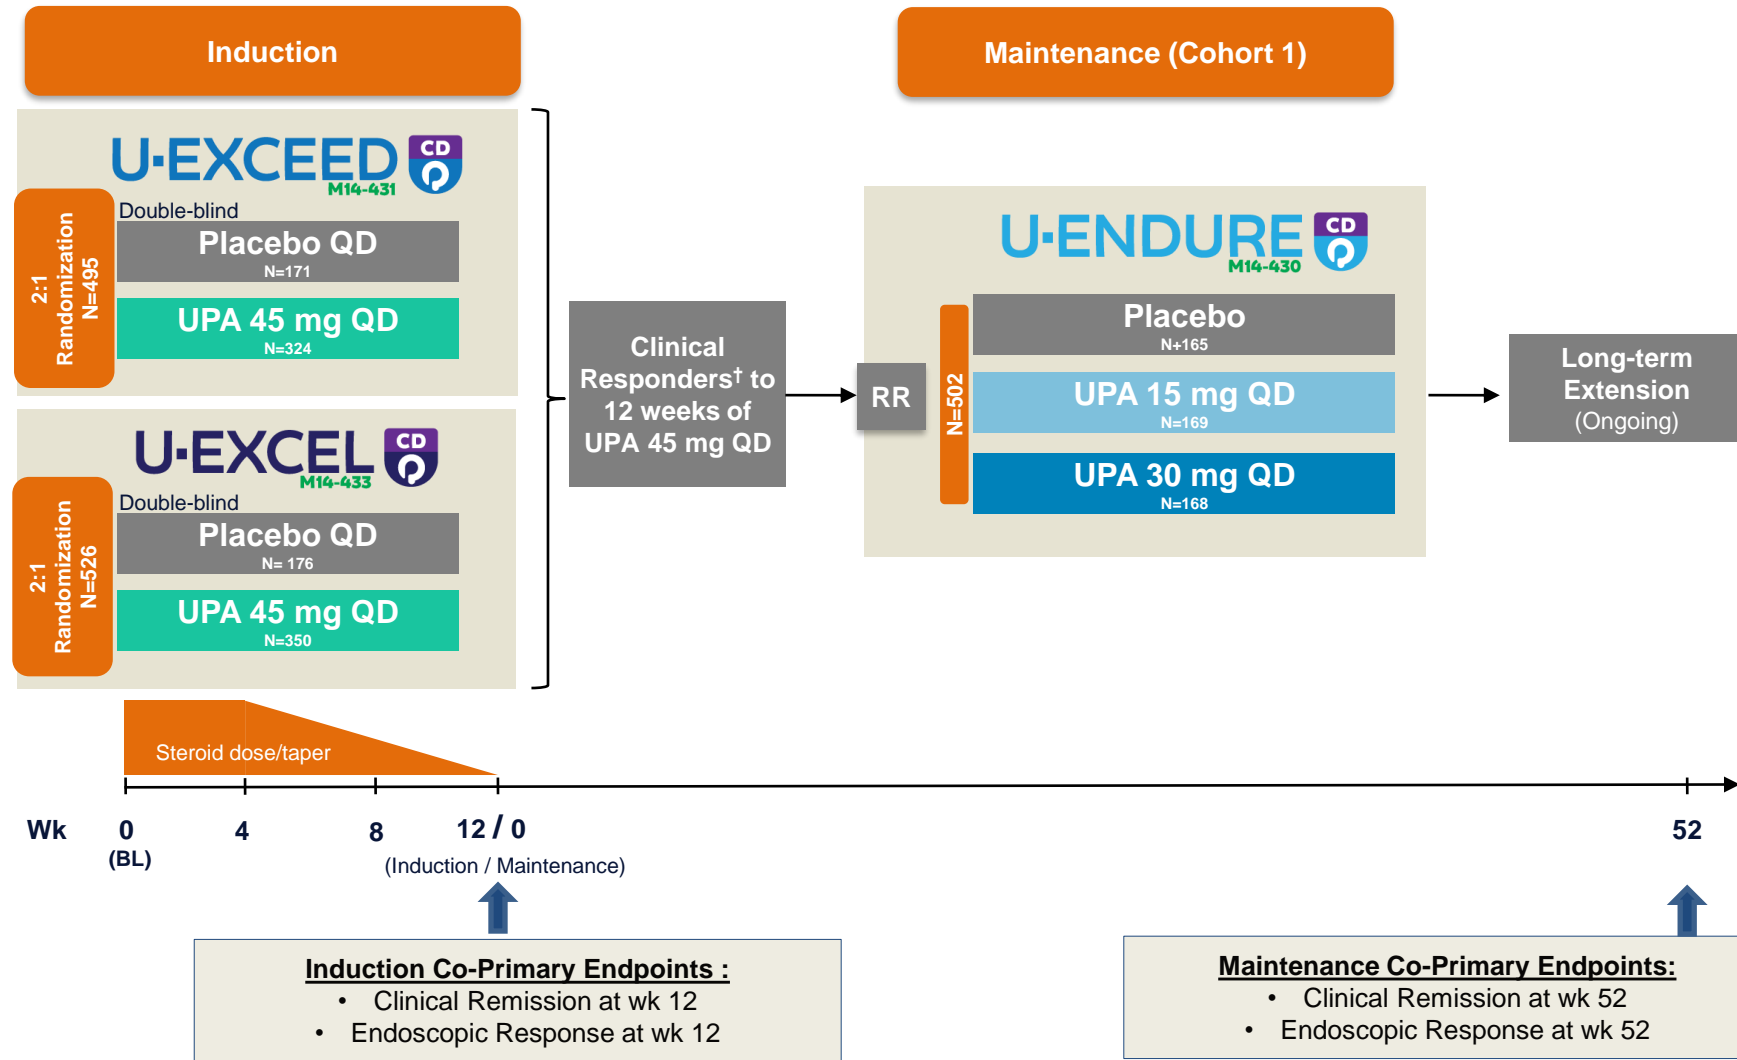 Induction
Maintenance (Cohort 1)
U-EXCEED
CD
M14-431
2:1
Randomization
N=495
Double-blind
Placebo QD
N=171
UPA 45 mg QD
N=324
U-EXCEL
CD
M14-433
2:1
Randomization
N=526
Double-blind
Placebo QD
N= 176
UPA 45 mg QD
N=350
Clinical
Responders† to
12 weeks of
UPA 45 mg QD
RR
U-ENDURE
CD
M14-430
N=502
Placebo
N+165
UPA 15 mg QD
N=169
UPA 30 mg QD
N=168
Long-term
Extension
(Ongoing)
Steroid dose/taper
Wk 0 4 8 12 / 0 52
(BL)
(Induction / Maintenance)
Induction Co-Primary Endpoints :
• Clinical Remission at wk 12
• Endoscopic Response at wk 12
Maintenance Co-Primary Endpoints:
• Clinical Remission at wk 52
• Endoscopic Response at wk 52